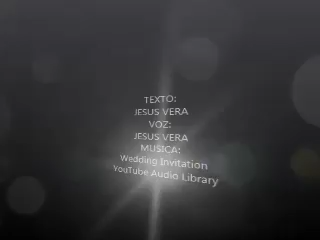 TEXTO:
JESUS VERA
VOZ:
JESUS VERA
MUSICA:
Wedding Invitation
YouTube Audio Library